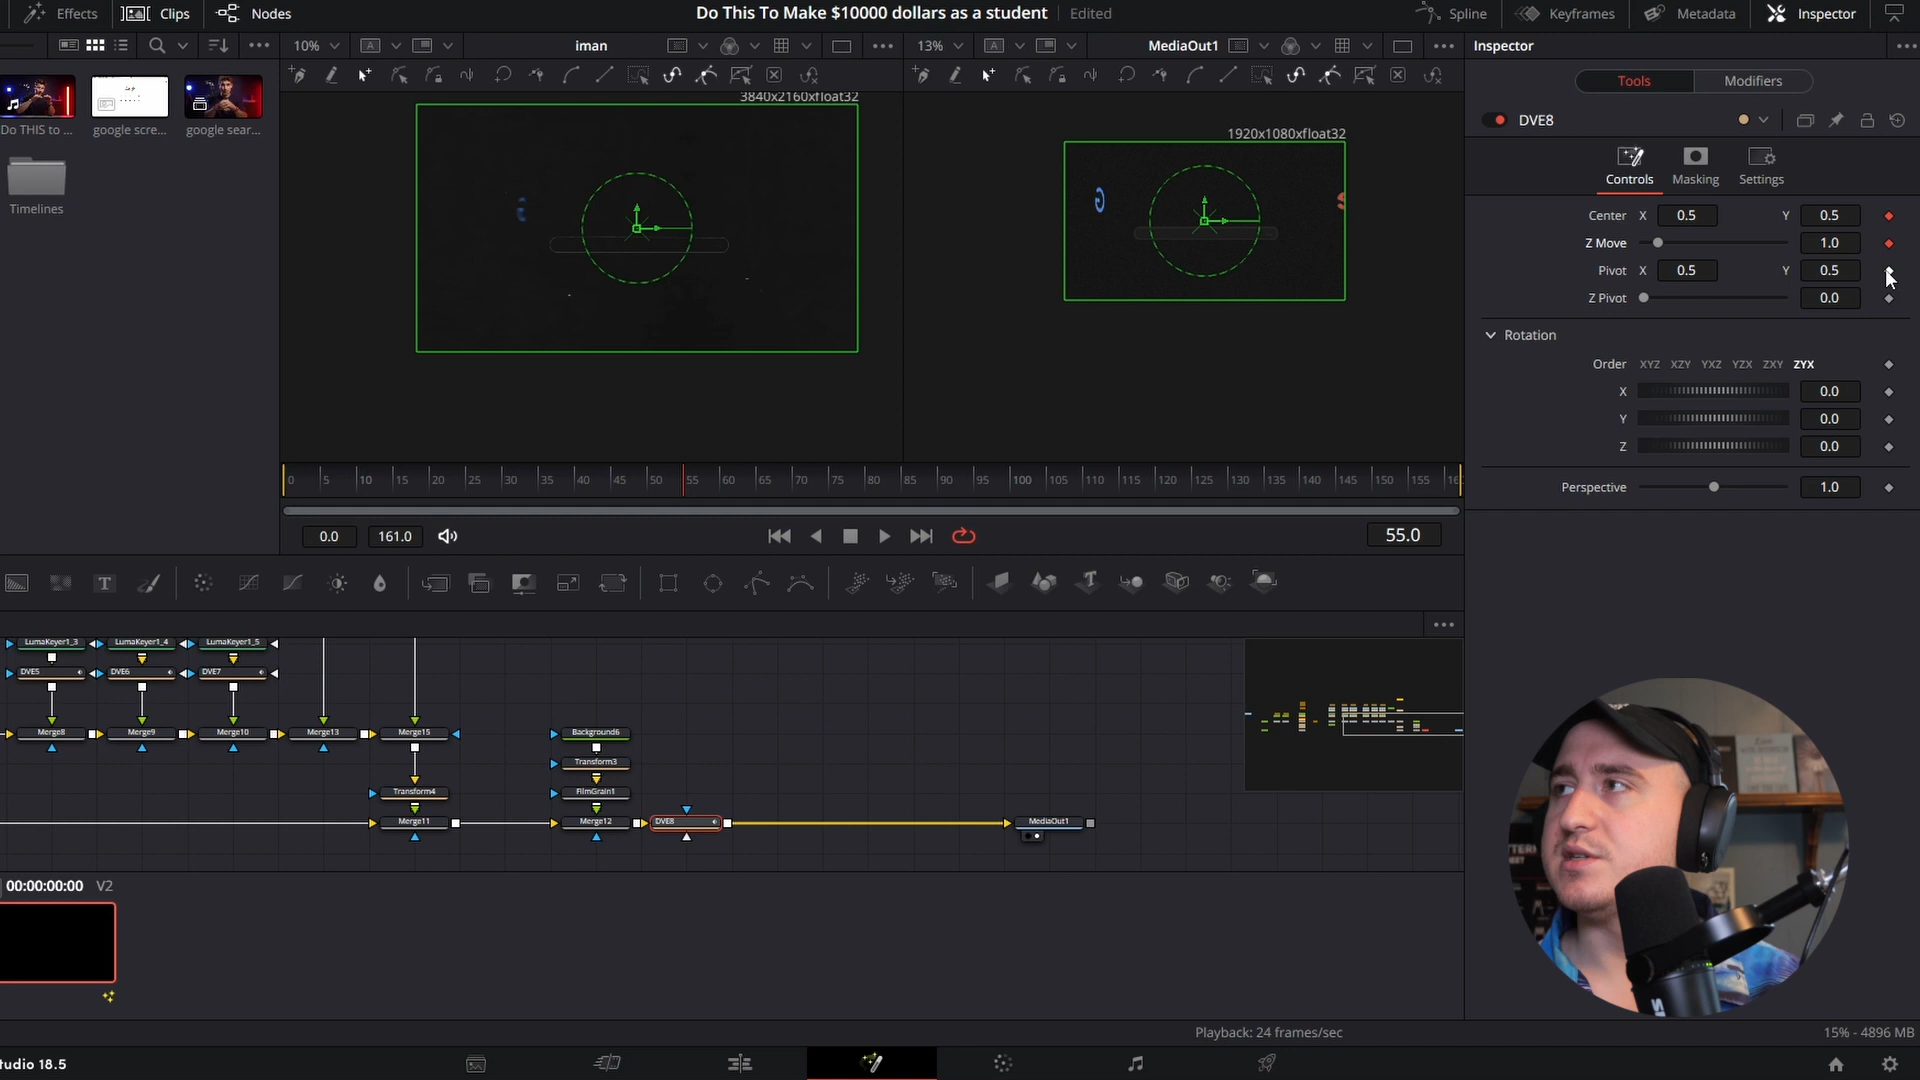 Effects
Clips
Nodes
Do This To Make $10000 dollars as a student
Edited
Spline
Keyframes
Metadata
Inspector
10%
iman
13%
MediaOut1
Inspector
Tools
Modifiers
3840x2160xfloat32
1920x1080xfloat32
DVE8
Do THIS to ...
google scre...
google sear...
Controls
Masking
Settings
Timelines
Center X 0.5 Y 0.5
Z Move 1.0
Pivot X 0.5 Y 0.5
Z Pivot 0.0
Rotation
Order XYZ XZY YXZ YZX ZXY ZYX
X 0.0
Y 0.0
Z 0.0
Perspective 1.0
0 5 10 15 20 25 30 35 40 45 50 55 60 65 70 75 80 85 90 95 100 105 110 115 120 125 130 135 140 145 150 155
0.0
161.0
55.0
LumaKeyer1_3
LumaKeyer1_4
LumaKeyer1_5
DVE5
DVE6
DVE7
Merge8
Merge9
Merge10
Merge13
Merge15
Background6
Transform3
Transform4
FilmGrain1
Merge11
Merge12
DVE8
MediaOut1
00:00:00:00 V2
Playback: 24 frames/sec
15% - 4896 MB
tudio 18.5